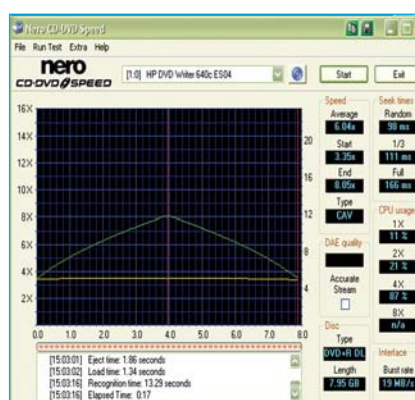 Nero CD-DVD Speed
File Run Test Extra Help
nero
CD·DVD SPEED
[1:0] HP DVD Writer 640c ES04
Start
Exit
Speed
Average
6.04x
Start
3.35x
End
8.05x
Type
CAV
DAE quality
Accurate
Stream
Disc
Type
DVD+R DL
Length
7.95 GB
Seek times
Random
98 ms
1/3
111 ms
Full
166 ms
CPU usage
1X
11 %
2X
21 %
4X
87 %
8X
n/a
Interface
Burst rate
19 MB/s
16X
14X
12X
10X
8X
6X
4X
2X
20
16
12
8
4
0.0 1.0 2.0 3.0 4.0 5.0 6.0 7.0 8.0
[15:03:01] Eject time: 1.86 seconds
[15:03:02] Load time: 1.34 seconds
[15:03:16] Recognition time: 13.29 seconds
[15:03:16] Elapsed Time: 0:17